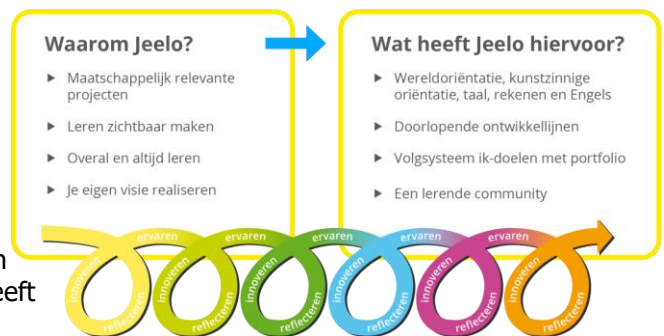 Waarom Jeelo?
Maatschappelijk relevante
projecten
Leren zichtbaar maken
Overal en altijd leren
Je eigen visie realiseren
Wat heeft Jeelo hiervoor?
Wereldoriëntatie, kunstzinnige
oriëntatie, taal, rekenen en Engels
Doorlopende ontwikkellijnen
Volgsysteem ik-doelen met portfolio
Een lerende community
ervaren
ervaren
ervaren
ervaren
ervaren
innoveren
innoveren
innoveren
innoveren
innoveren
innoveren
reflecteren
reflecteren
reflecteren
reflecteren
reflecteren
reflecteren